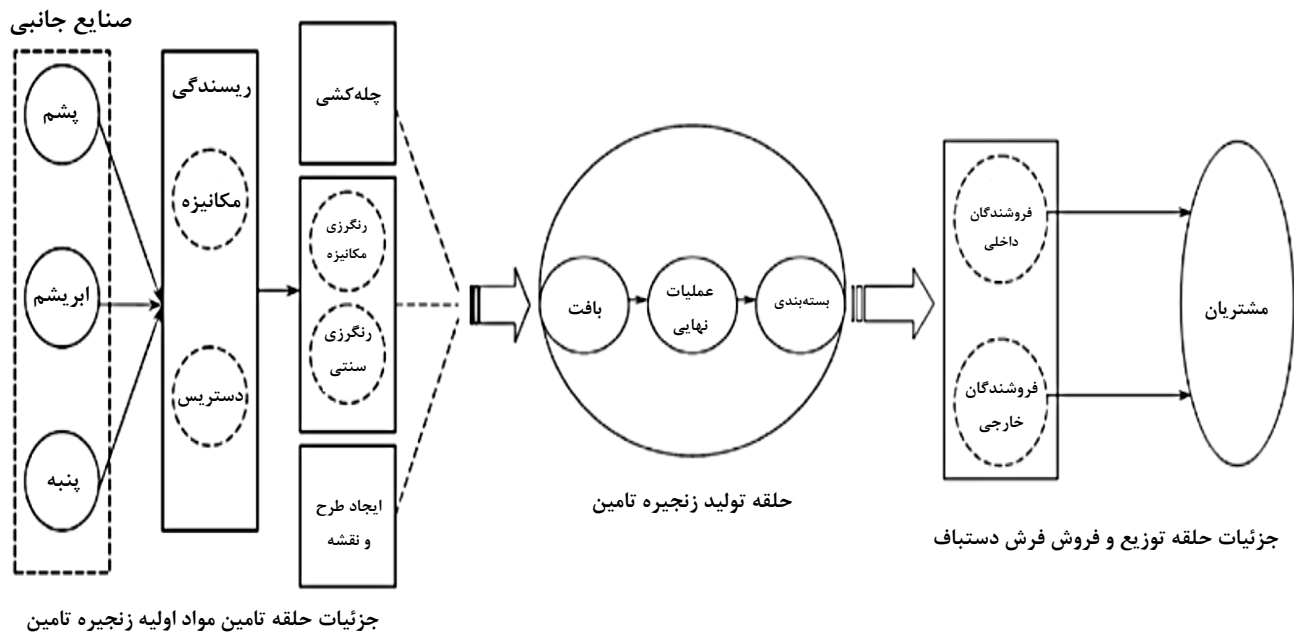 صنایع جانبی
پشم
ابریشم
پنبه
ریسندگی
مکانیزه
دستریس
چله‌کشی
رنگرزی
مکانیزه
رنگرزی
سنتی
ایجاد طرح
و نقشه
جزئیات حلقه تامین مواد اولیه زنجیره تامین
بافت
عملیات
نهایی
بسته‌بندی
حلقه تولید زنجیره تامین
فروشندگان
داخلی
فروشندگان
خارجی
جزئیات حلقه توزیع و فروش فرش دستباف
مشتریان